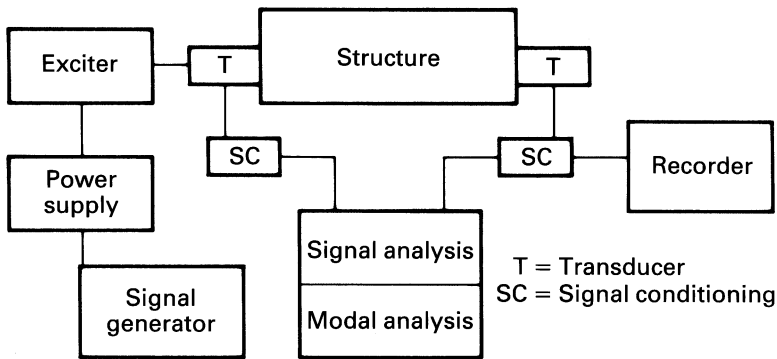 Exciter
T
Structure
T
SC
SC
Power
supply
Recorder
Signal
generator
Signal analysis
Modal analysis
T = Transducer
SC = Signal conditioning